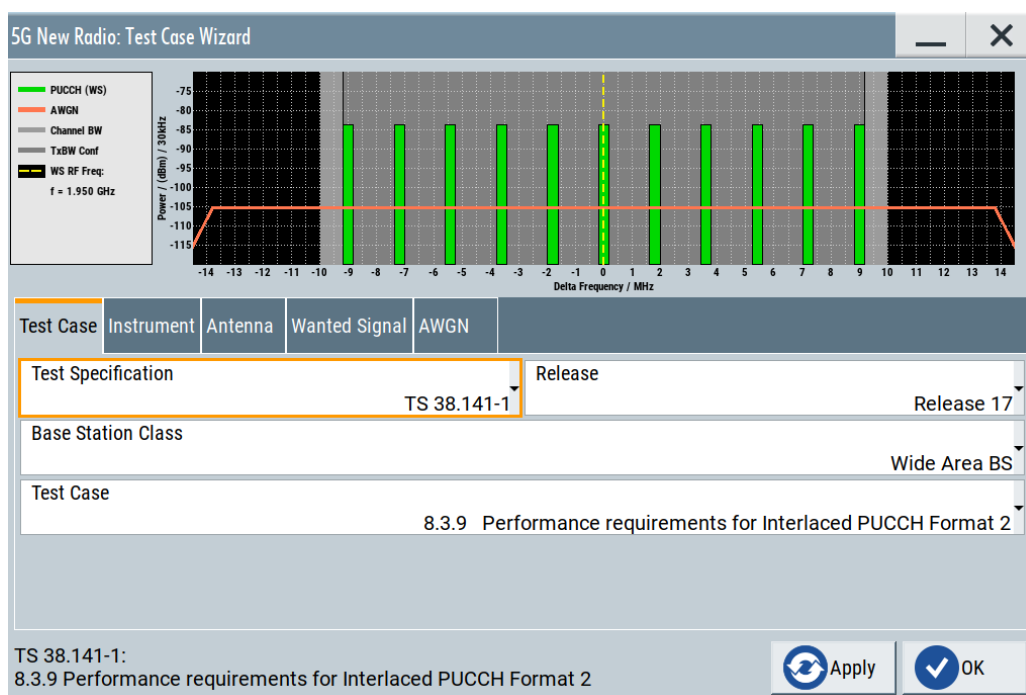 5G New Radio: Test Case Wizard
PUCCH (WS)
AWGN
Channel BW
TxBW Conf
WS RF Freq:
f = 1.950 GHz
Power / (dBm) / 30kHz
-75
-80
-85
-90
-95
-100
-105
-110
-115
-14 -13 -12 -11 -10 -9 -8 -7 -6 -5 -4 -3 -2 -1 0 1 2 3 4 5 6 7 8 9 10 11 12 13 14
Delta Frequency / MHz
Test Case Instrument Antenna Wanted Signal AWGN
Test Specification
TS 38.141-1
Release
Release 17
Base Station Class
Wide Area BS
Test Case
8.3.9 Performance requirements for Interlaced PUCCH Format 2
TS 38.141-1:
8.3.9 Performance requirements for Interlaced PUCCH Format 2
Apply
OK